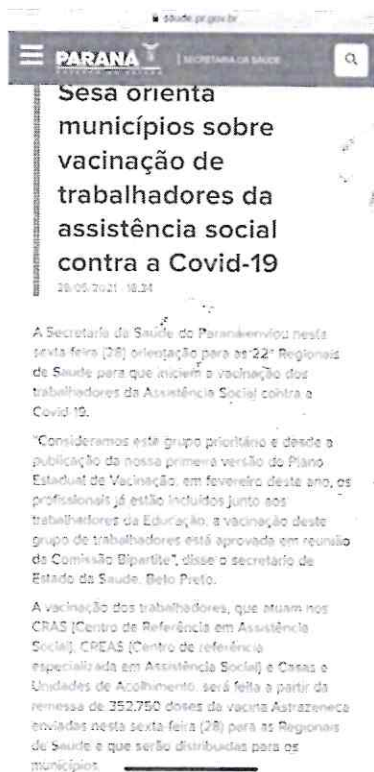 saude.pr.gov.br
PARANÁ
GOVERNO DO ESTADO
SECRETARIA DA SAÚDE
Sesa orienta
municípios sobre
vacinação de
trabalhadores da
assistência social
contra a Covid-19
28/05/2021 - 18:34
A Secretaria da Saúde do Paraná enviou nesta
sexta-feira (28) orientação para as 22ª Regionais
de Saúde para que iniciem a vacinação dos
trabalhadores da Assistência Social contra a
Covid-19.
"Consideramos este grupo prioritário e desde a
publicação da nossa primeira versão do Plano
Estadual de Vacinação, em fevereiro deste ano, os
profissionais já estão incluídos junto aos
trabalhadores da Educação; a vacinação deste
grupo de trabalhadores está aprovada em reunião
da Comissão Bipartite", disse o secretário de
Estado da Saúde, Beto Preto.
A vacinação dos trabalhadores, que atuam nos
CRAS (Centro de Referência em Assistência
Social), CREAS (Centro de referência
especializada em Assistência Social) e Casas e
Unidades de Acolhimento, será feita a partir da
remessa de 352.750 doses da vacina Astrazeneca
enviadas nesta sexta-feira (28) para as Regionais
de Saúde e que serão distribuídas para os
municípios.